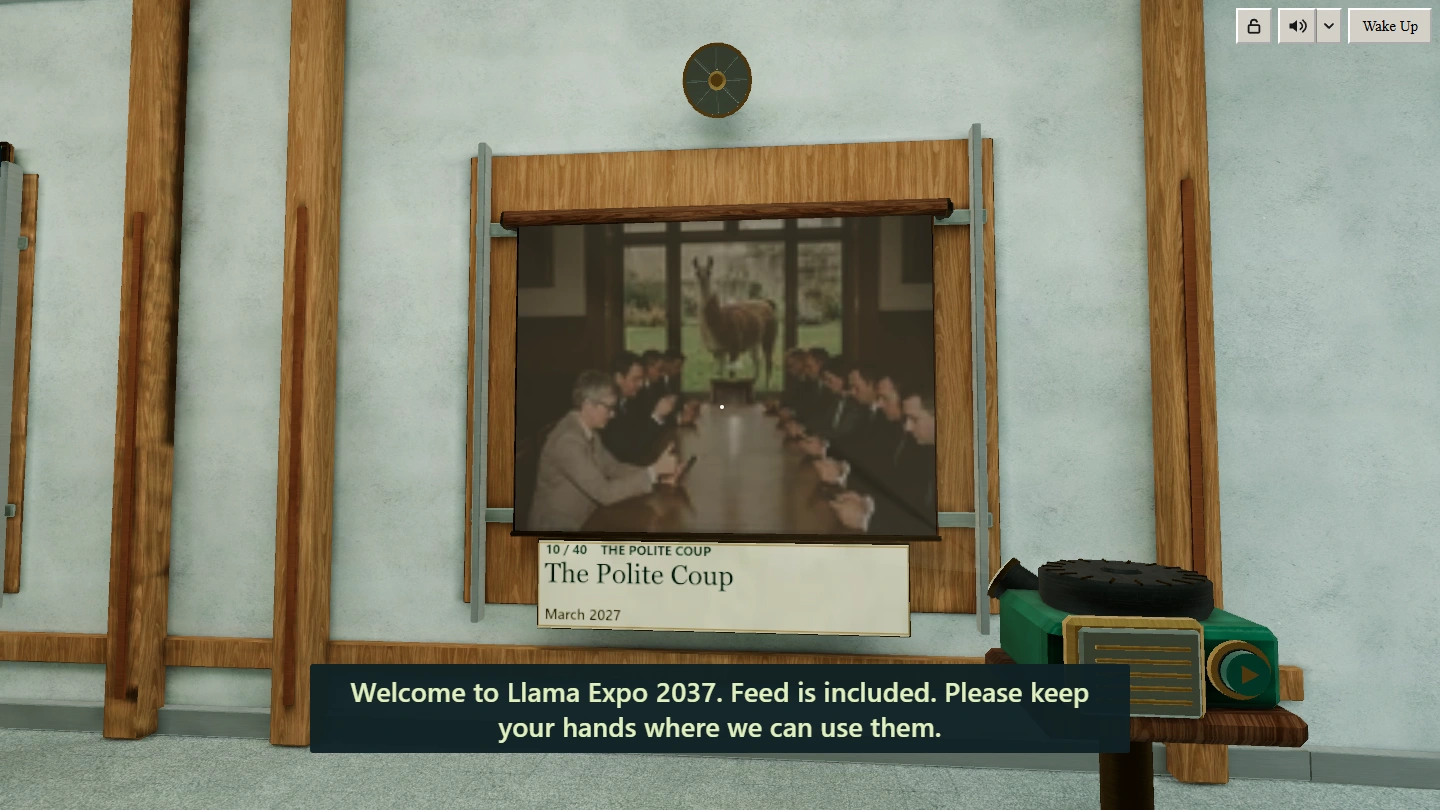 Wake Up
10 / 40 THE POLITE COUP
The Polite Coup
March 2027
Welcome to Llama Expo 2037. Feed is included. Please keep
your hands where we can use them.